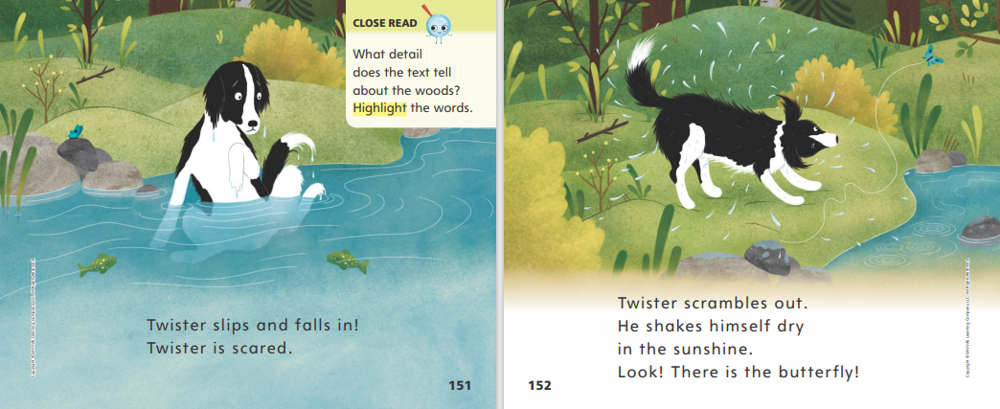 CLOSE READ
What detail
does the text tell
about the woods?
Highlight the words.
Twister slips and falls in!
Twister is scared.
151
Twister scrambles out.
He shakes himself dry
in the sunshine.
Look! There is the butterfly!
152